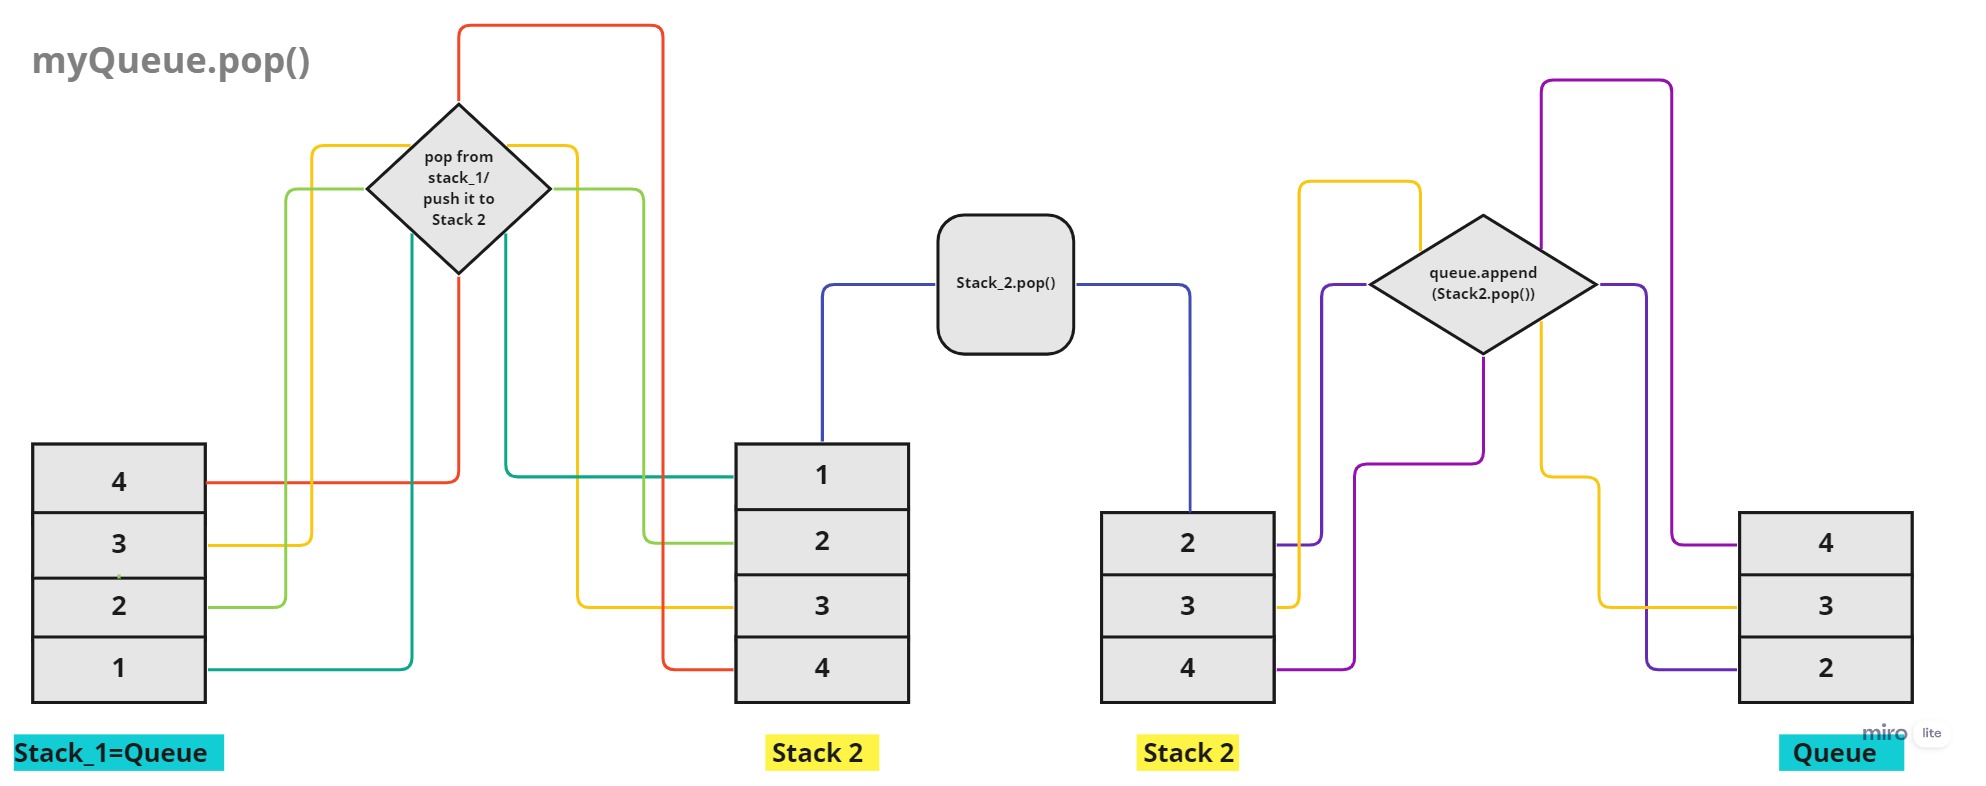 myQueue.pop()
pop from
stack_1/
push it to
Stack 2
Stack_2.pop()
queue.append
(Stack2.pop())
4
3
2
1
Stack_1=Queue
1
2
3
4
Stack 2
2
3
4
Stack 2
4
3
2
Queue
miro lite